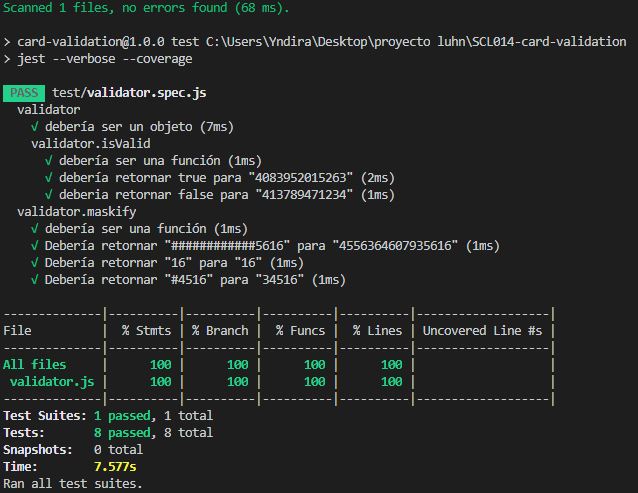 Scanned 1 files, no errors found (68 ms).
> card-validation@1.0.0 test C:\Users\Yndira\Desktop\proyecto luhn\SCL014-card-validation
> jest --verbose --coverage
PASS test/validator.spec.js
validator
√ debería ser un objeto (7ms)
validator.isValid
√ debería ser una función (1ms)
√ debería retornar true para "4083952015263" (2ms)
√ deberia retornar false para "413789471234" (1ms)
validator.maskify
√ debería ser una función (1ms)
√ Debería retornar "############5616" para "4556364607935616" (1ms)
√ Debería retornar "16" para "16" (1ms)
√ Debería retornar "#4516" para "34516" (1ms)
--------------|----------|----------|----------|----------|-------------------|
File | % Stmts | % Branch | % Funcs | % Lines | Uncovered Line #s |
--------------|----------|----------|----------|----------|-------------------|
All files | 100 | 100 | 100 | 100 | |
validator.js | 100 | 100 | 100 | 100 | |
--------------|----------|----------|----------|----------|-------------------|
Test Suites: 1 passed, 1 total
Tests: 8 passed, 8 total
Snapshots: 0 total
Time: 7.577s
Ran all test suites.